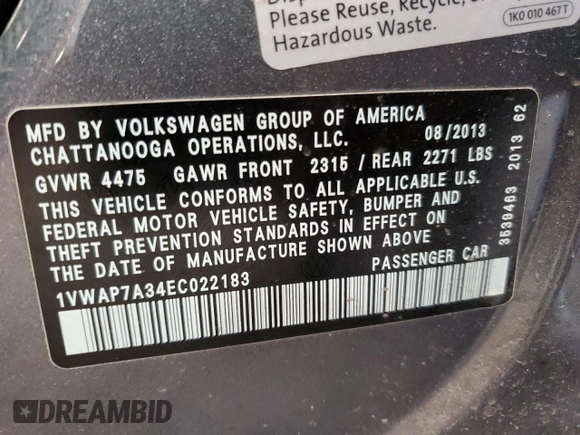 Please Reuse, Recycle,
Hazardous Waste.
1K0 010 467 T
MFD BY VOLKSWAGEN GROUP OF AMERICA
CHATTANOOGA OPERATIONS, LLC. 08/2013
GVWR 4475 GAWR FRONT 2315 / REAR 2271 LBS
THIS VEHICLE CONFORMS TO ALL APPLICABLE U.S.
FEDERAL MOTOR VEHICLE SAFETY, BUMPER AND
THEFT PREVENTION STANDARDS IN EFFECT ON
THE DATE OF MANUFACTURE SHOWN ABOVE
1VWAP7A34EC022183 PASSENGER CAR
3539463 2013 62
DREAMBID